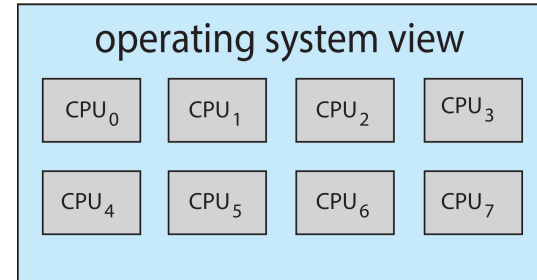 operating system view
CPU₀ CPU₁ CPU₂ CPU₃
CPU₄ CPU₅ CPU₆ CPU₇